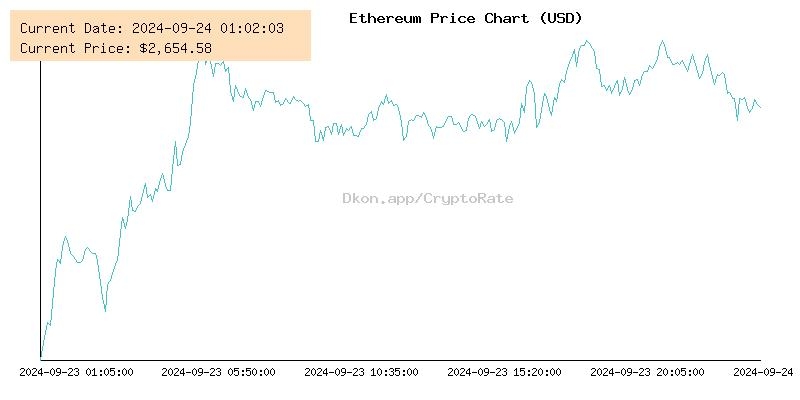 Ethereum Price Chart (USD)
Current Date: 2024-09-24 01:02:03
Current Price: $2,654.58
Dkon.app/CryptoRate
2024-09-23 01:05:00 2024-09-23 05:50:00 2024-09-23 10:35:00 2024-09-23 15:20:00 2024-09-23 20:05:00 2024-09-24